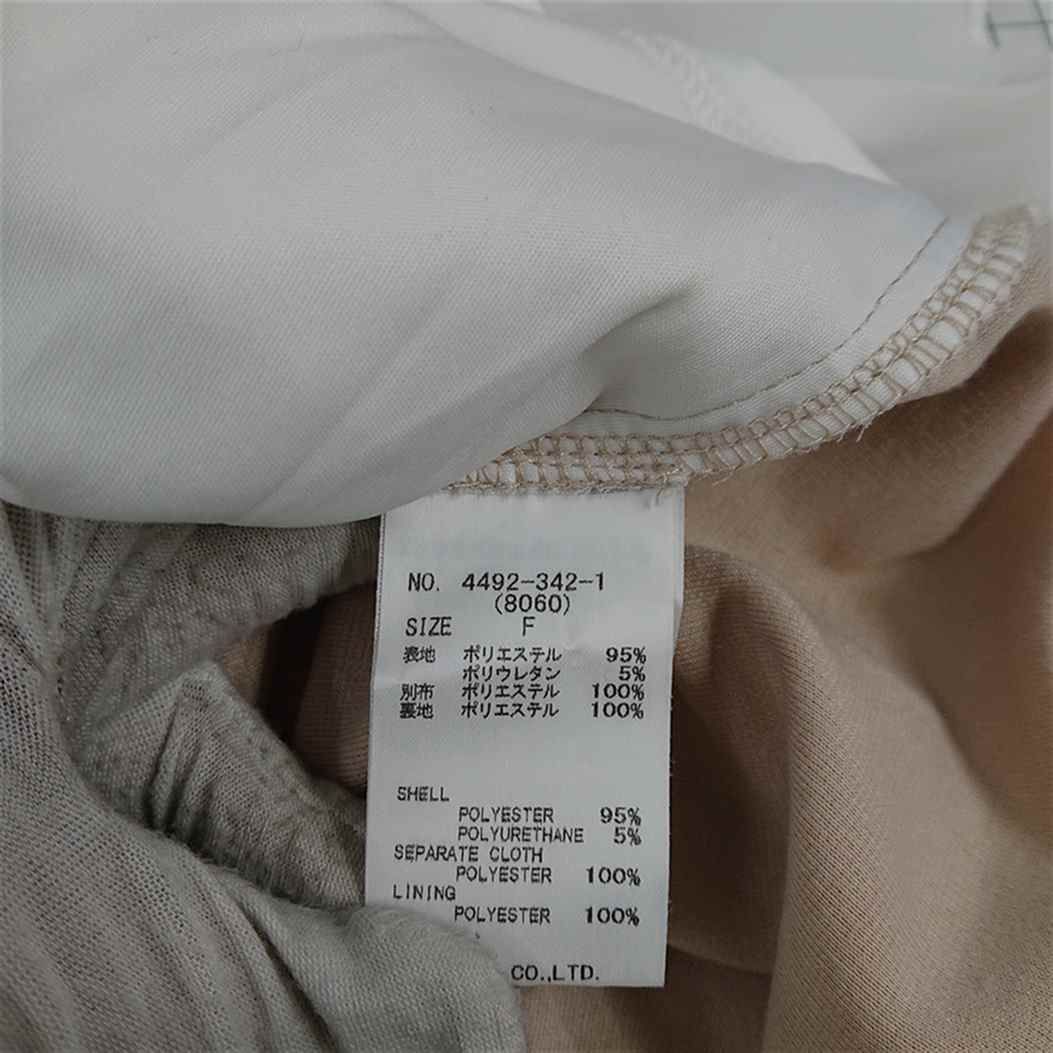 NO. 4492-342-1
(8060)
SIZE F
表地 ポリエステル 95%
ポリウレタン 5%
別布 ポリエステル 100%
裏地 ポリエステル 100%
SHELL
POLYESTER 95%
POLYURETHANE 5%
SEPARATE CLOTH
POLYESTER 100%
LINING
POLYESTER 100%
CO.,LTD.